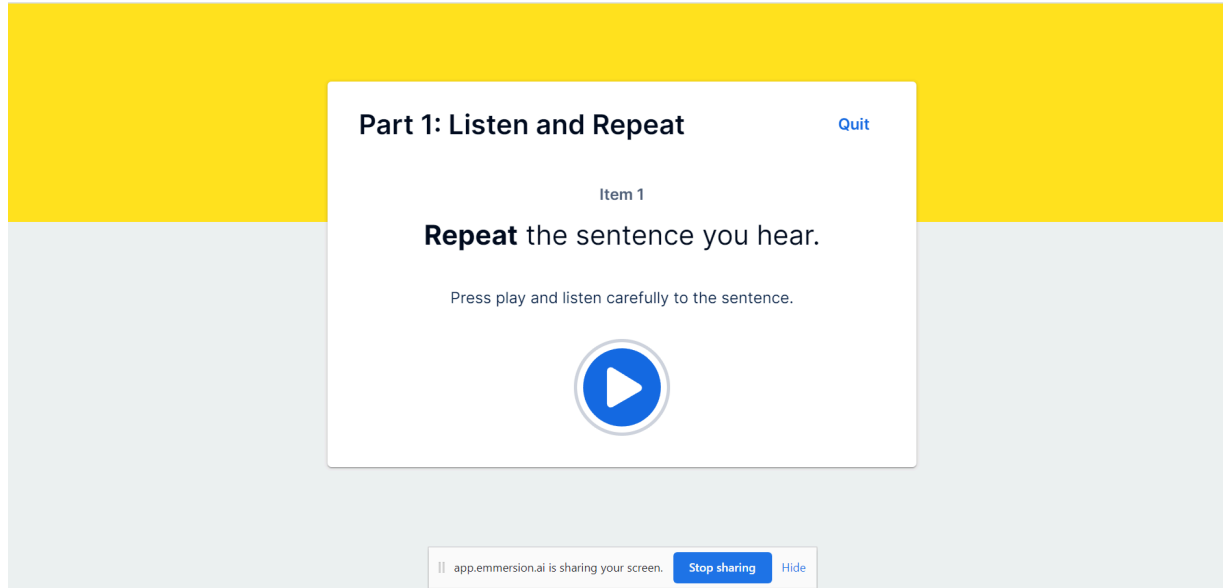 Part 1: Listen and Repeat
Quit
Item 1
Repeat the sentence you hear.
Press play and listen carefully to the sentence.
app.emmersion.ai is sharing your screen.
Stop sharing
Hide